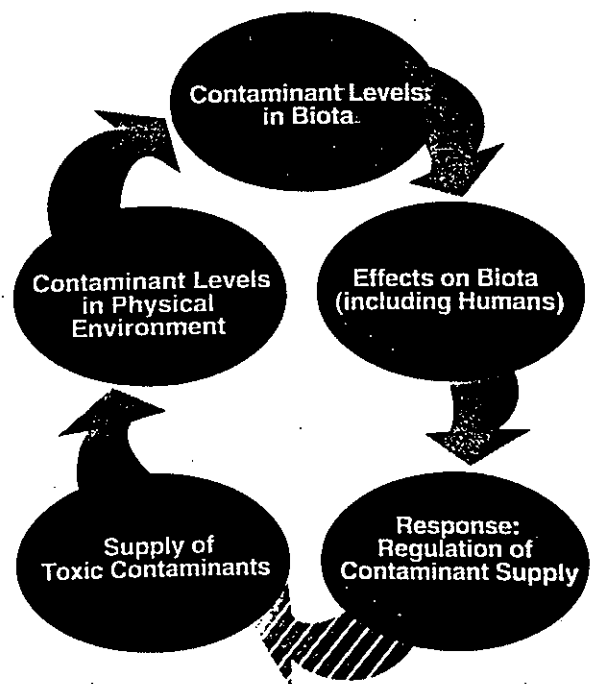 Contaminant Levels
in Biota
Contaminant Levels
in Physical
Environment
Effects on Biota
(including Humans)
Supply of
Toxic Contaminants
Response:
Regulation of
Contaminant Supply